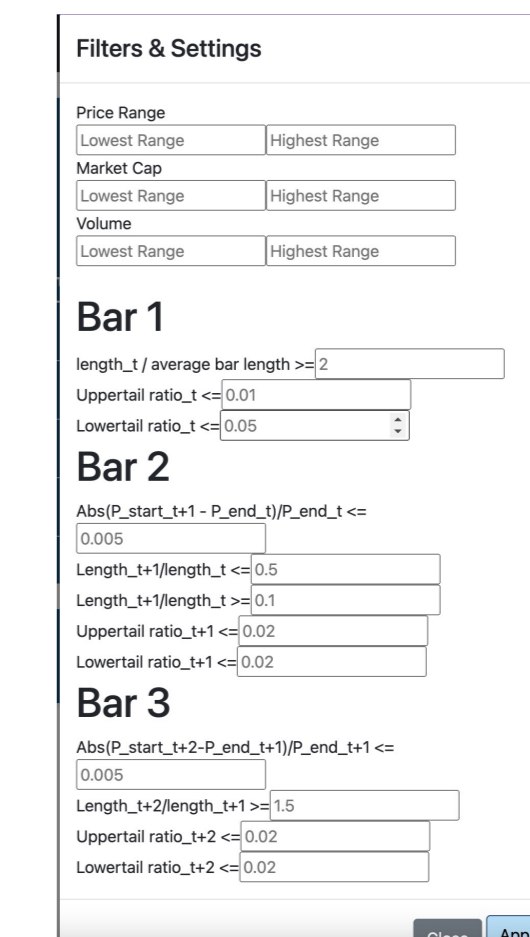 Filters & Settings
Price Range
Lowest Range Highest Range
Market Cap
Lowest Range Highest Range
Volume
Lowest Range Highest Range
Bar 1
length_t / average bar length >= 2
Uppertail ratio_t <= 0.01
Lowertail ratio_t <= 0.05
Bar 2
Abs(P_start_t+1 - P_end_t)/P_end_t <=
0.005
Length_t+1/length_t <= 0.5
Length_t+1/length_t >= 0.1
Uppertail ratio_t+1 <= 0.02
Lowertail ratio_t+1 <= 0.02
Bar 3
Abs(P_start_t+2-P_end_t+1)/P_end_t+1 <=
0.005
Length_t+2/length_t+1 >= 1.5
Uppertail ratio_t+2 <= 0.02
Lowertail ratio_t+2 <= 0.02
Close